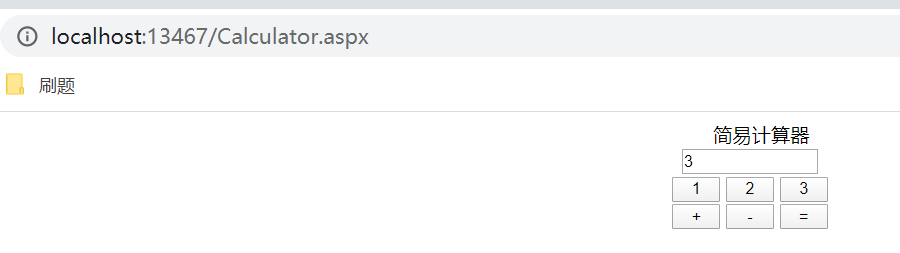 localhost:13467/Calculator.aspx
刷题
简易计算器
3
1 2 3
+ - =